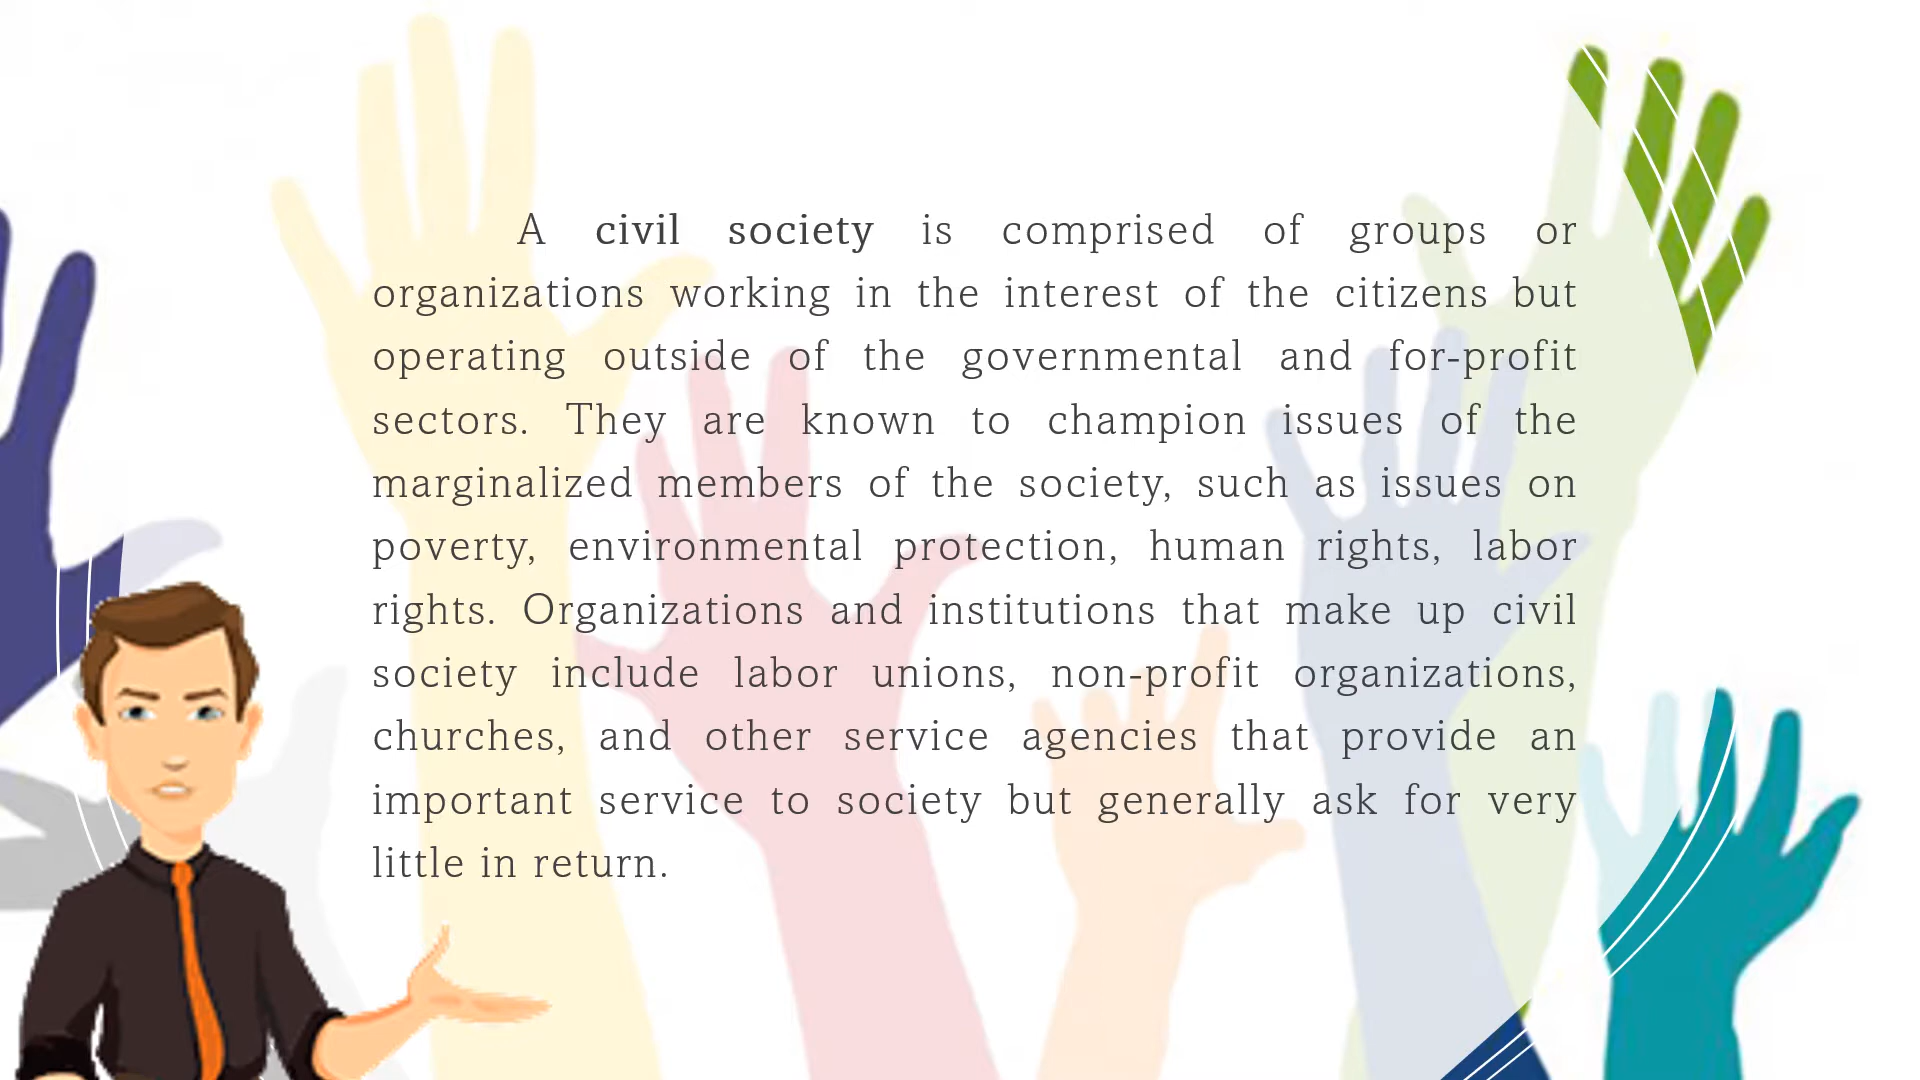 A civil society is comprised of groups or
organizations working in the interest of the citizens but
operating outside of the governmental and for-profit
sectors. They are known to champion issues of the
marginalized members of the society, such as issues on
poverty, environmental protection, human rights, labor
rights. Organizations and institutions that make up civil
society include labor unions, non-profit organizations,
churches, and other service agencies that provide an
important service to society but generally ask for very
little in return.